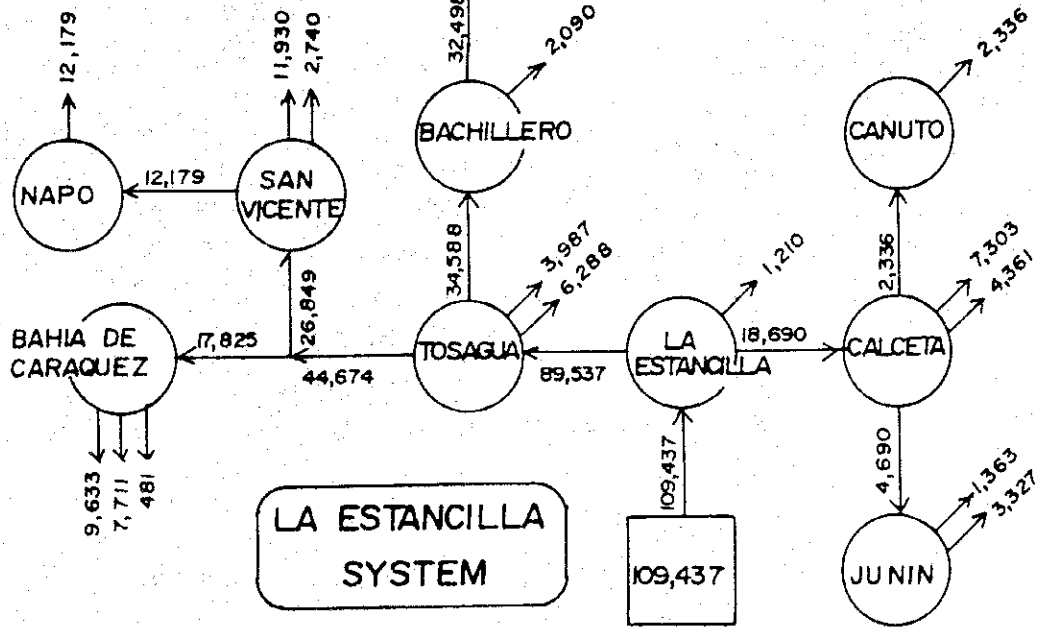 12,179
11,930
2,740
32,498
2,090
2,336
BACHILLERO
CANUTO
NAPO
12,179
SAN
VICENTE
34,588
3,987
6,288
1,210
2,336
7,303
4,361
26,849
BAHIA DE
CARAQUEZ
17,825
44,674
TOSAGUA
89,537
LA
ESTANCILLA
18,690
CALCETA
9,633
7,711
481
109,437
4,690
1,363
3,327
LA ESTANCILLA
SYSTEM
109,437
JUNIN